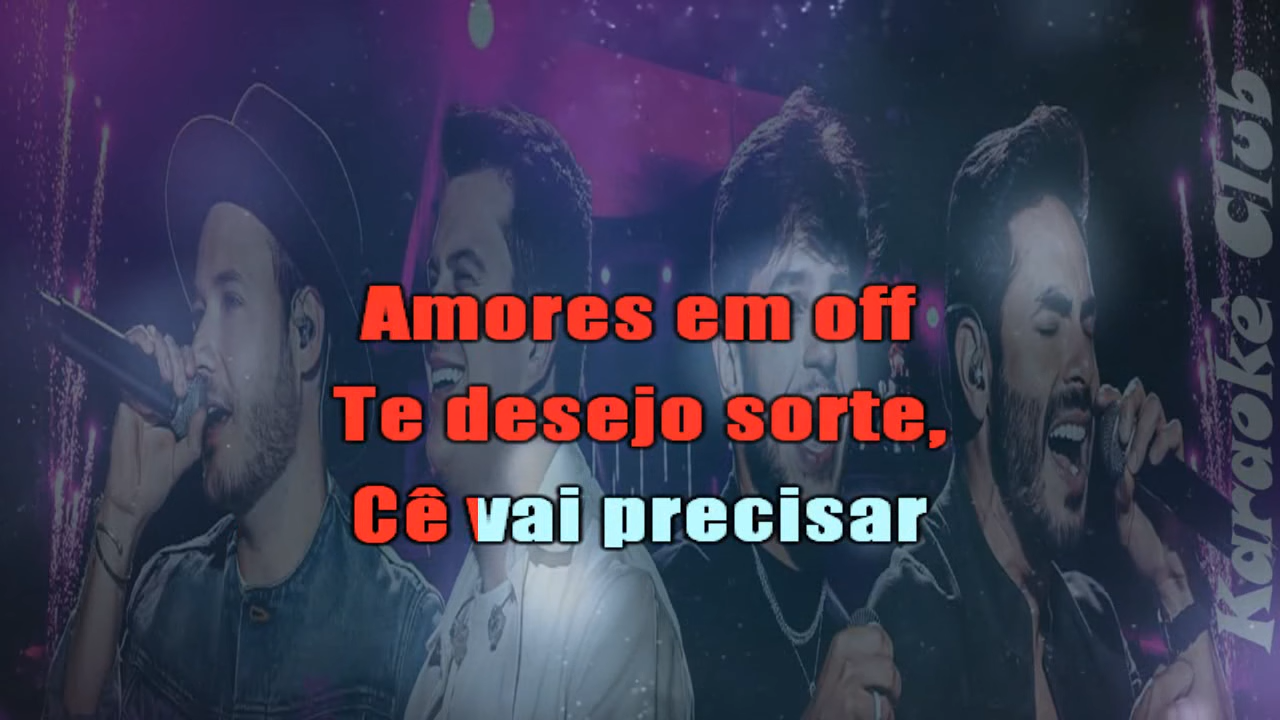 Amores em off
Te desejo sorte,
Cê vai precisar
Karaokê Club